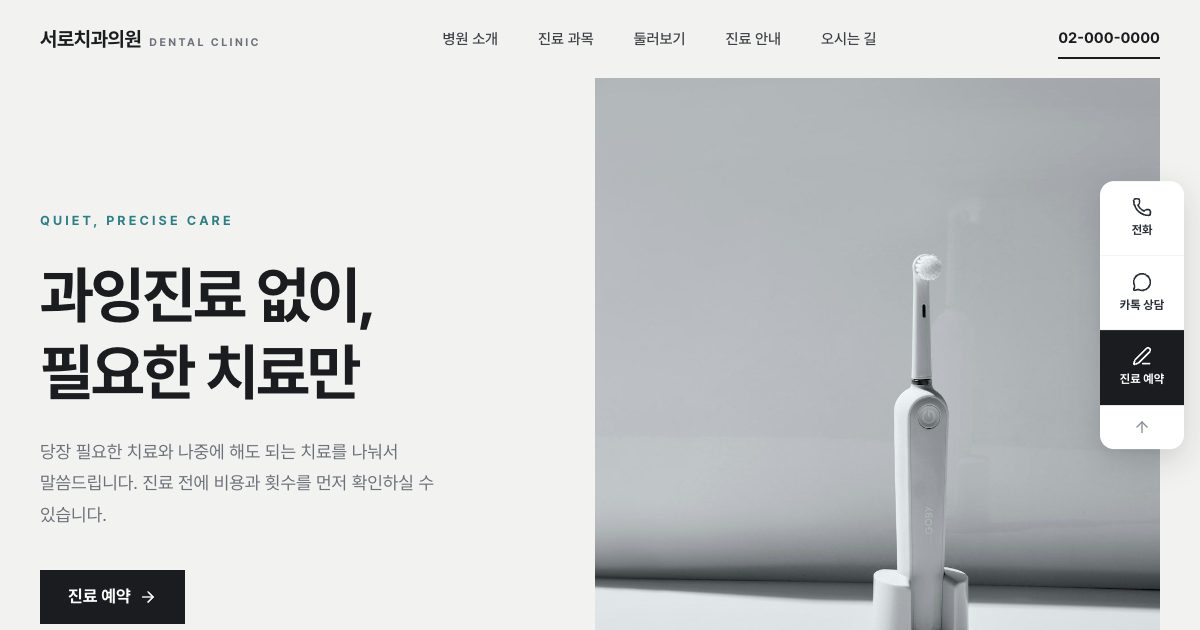 서로치과의원 DENTAL CLINIC
병원 소개 진료 과목 둘러보기 진료 안내 오시는 길
02-000-0000
QUIET, PRECISE CARE
과잉진료 없이,
필요한 치료만
당장 필요한 치료와 나중에 해도 되는 치료를 나눠서
말씀드립니다. 진료 전에 비용과 횟수를 먼저 확인하실 수
있습니다.
진료 예약
전화
카톡 상담
진료 예약
GOBY